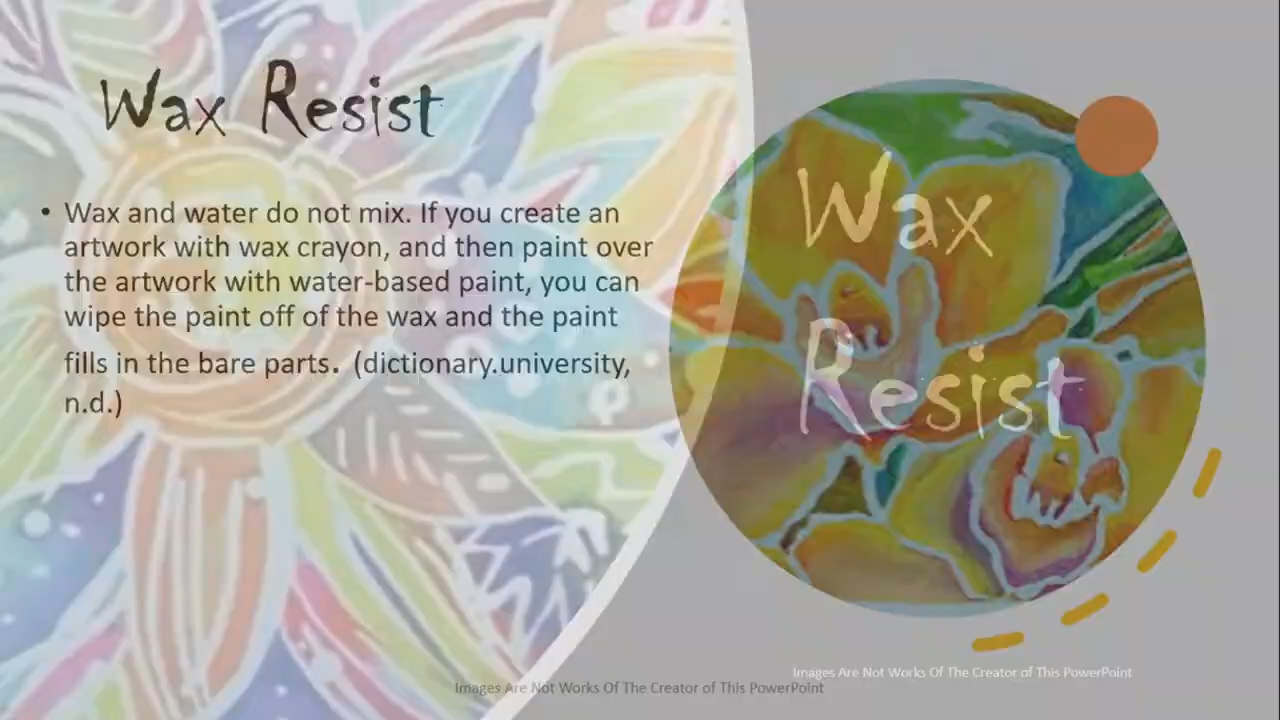 Wax Resist
• Wax and water do not mix. If you create an
artwork with wax crayon, and then paint over
the artwork with water-based paint, you can
wipe the paint off of the wax and the paint
fills in the bare parts. (dictionary.university,
n.d.)
Wax
Resist
Images Are Not Works Of The Creator of This PowerPoint
Images Are Not Works Of The Creator of This PowerPoint